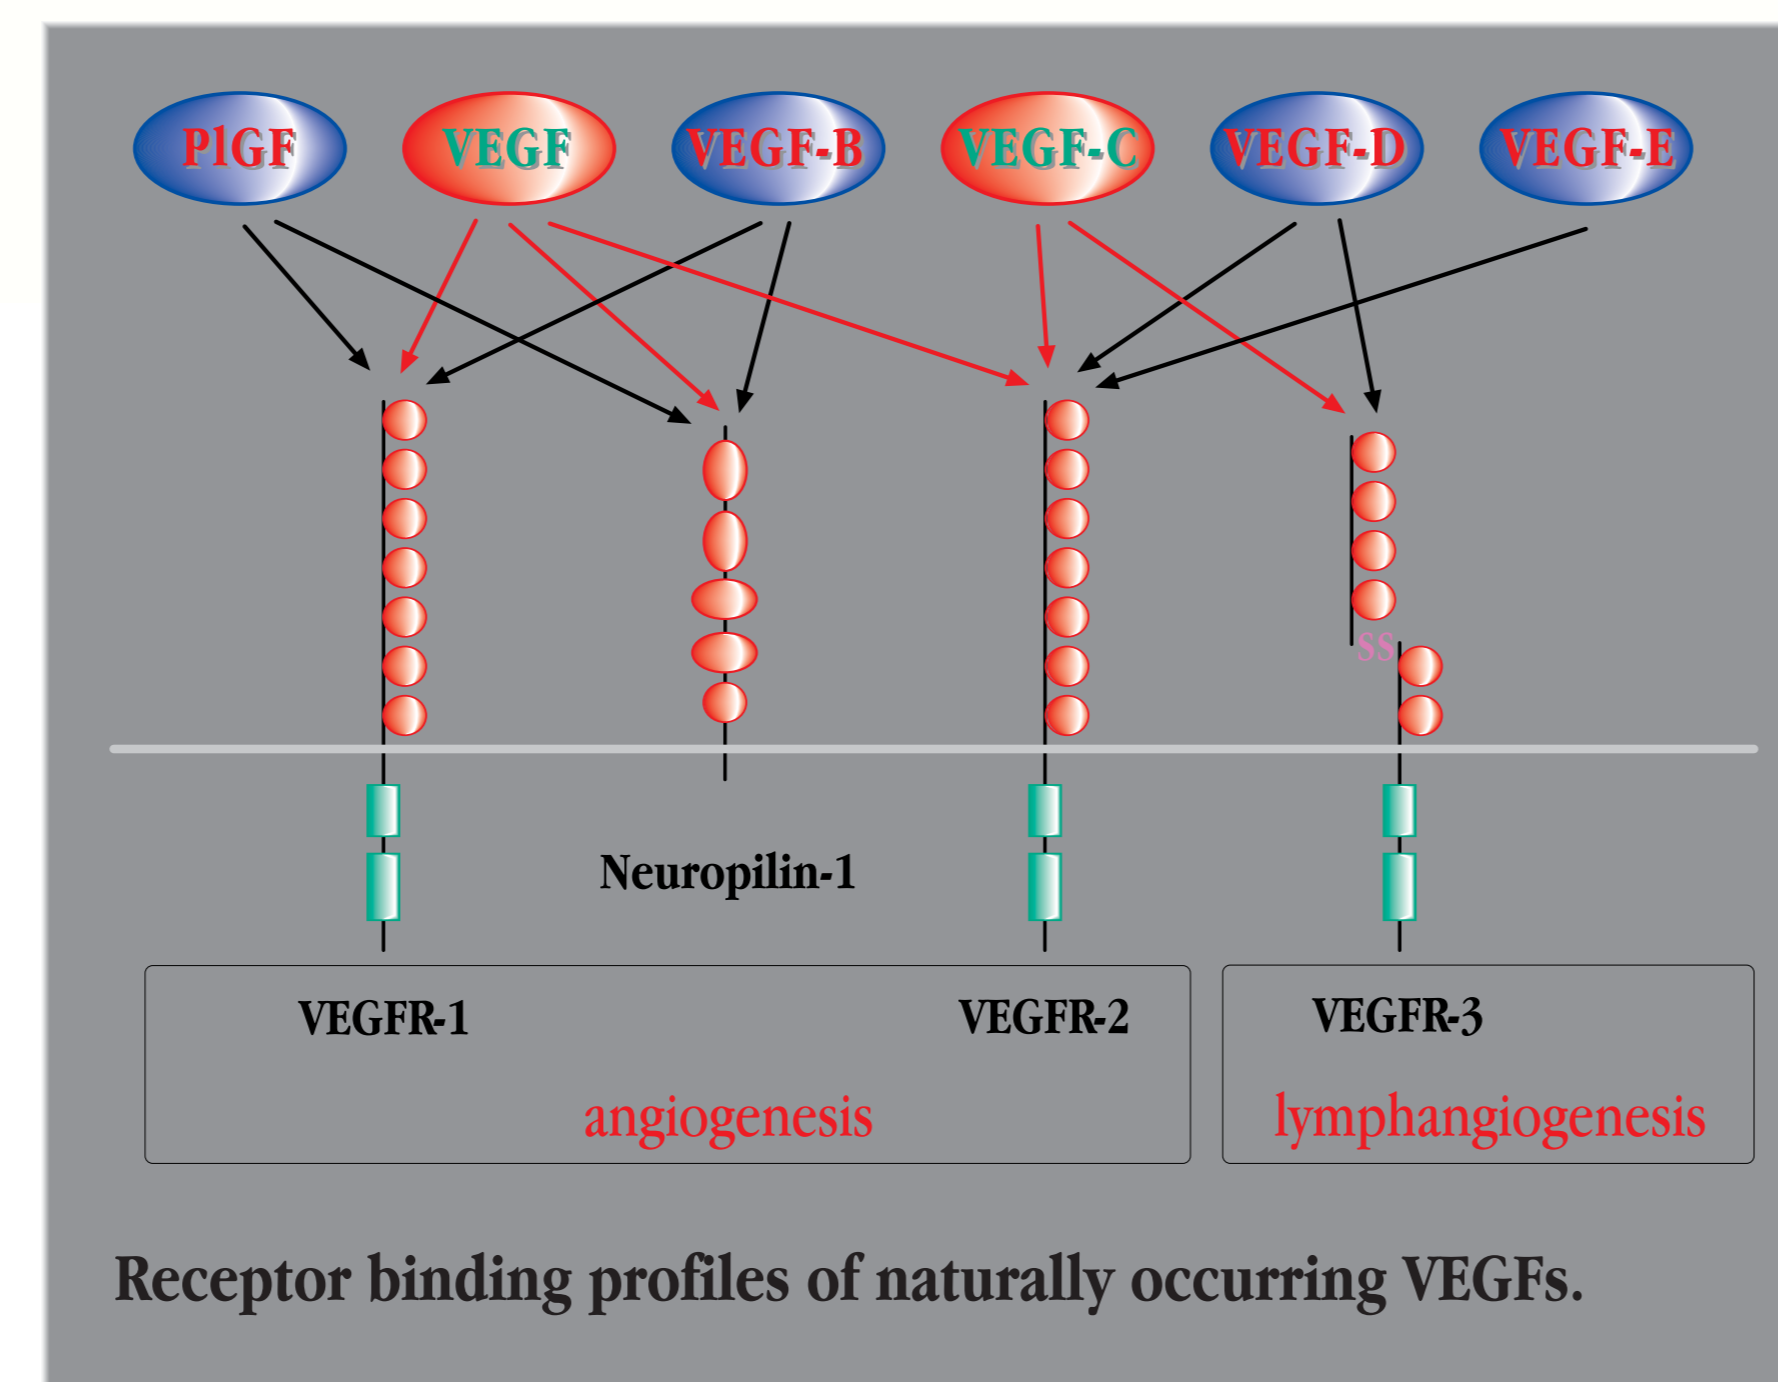 PlGF VEGF VEGF-B VEGF-C VEGF-D VEGF-E
SS
Neuropilin-1
VEGFR-1 VEGFR-2 VEGFR-3
angiogenesis lymphangiogenesis
Receptor binding profiles of naturally occurring VEGFs.